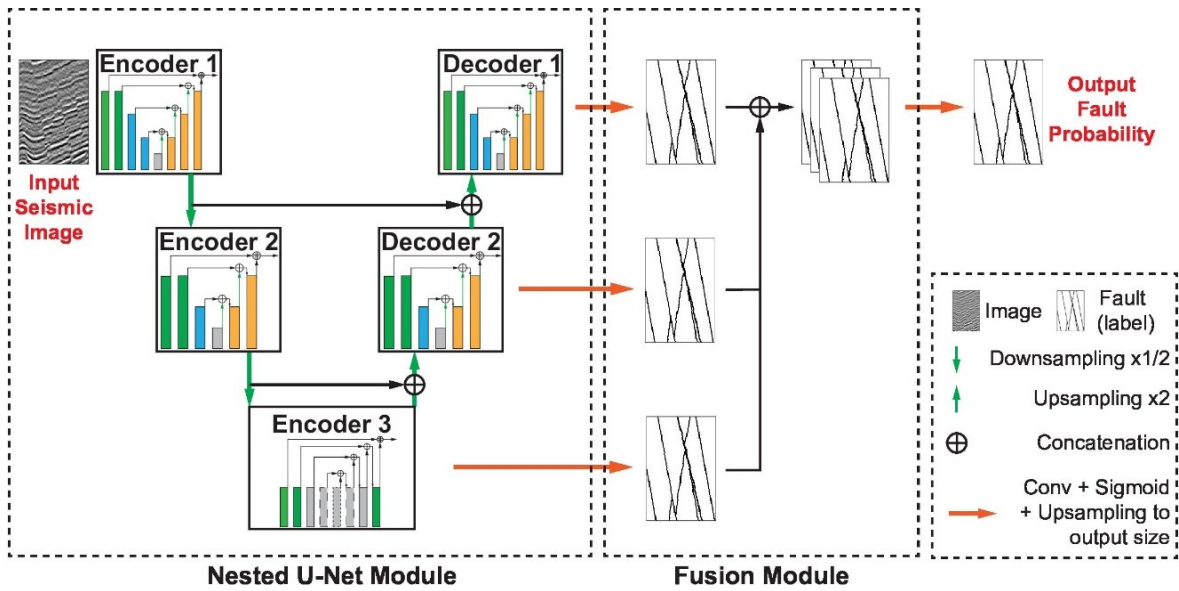 Encoder 1
Decoder 1
Input
Seismic
Image
Output
Fault
Probability
Encoder 2
Decoder 2
Encoder 3
Image
Fault
(label)
Downsampling x1/2
Upsampling x2
Concatenation
Conv + Sigmoid
+ Upsampling to
output size
Nested U-Net Module
Fusion Module